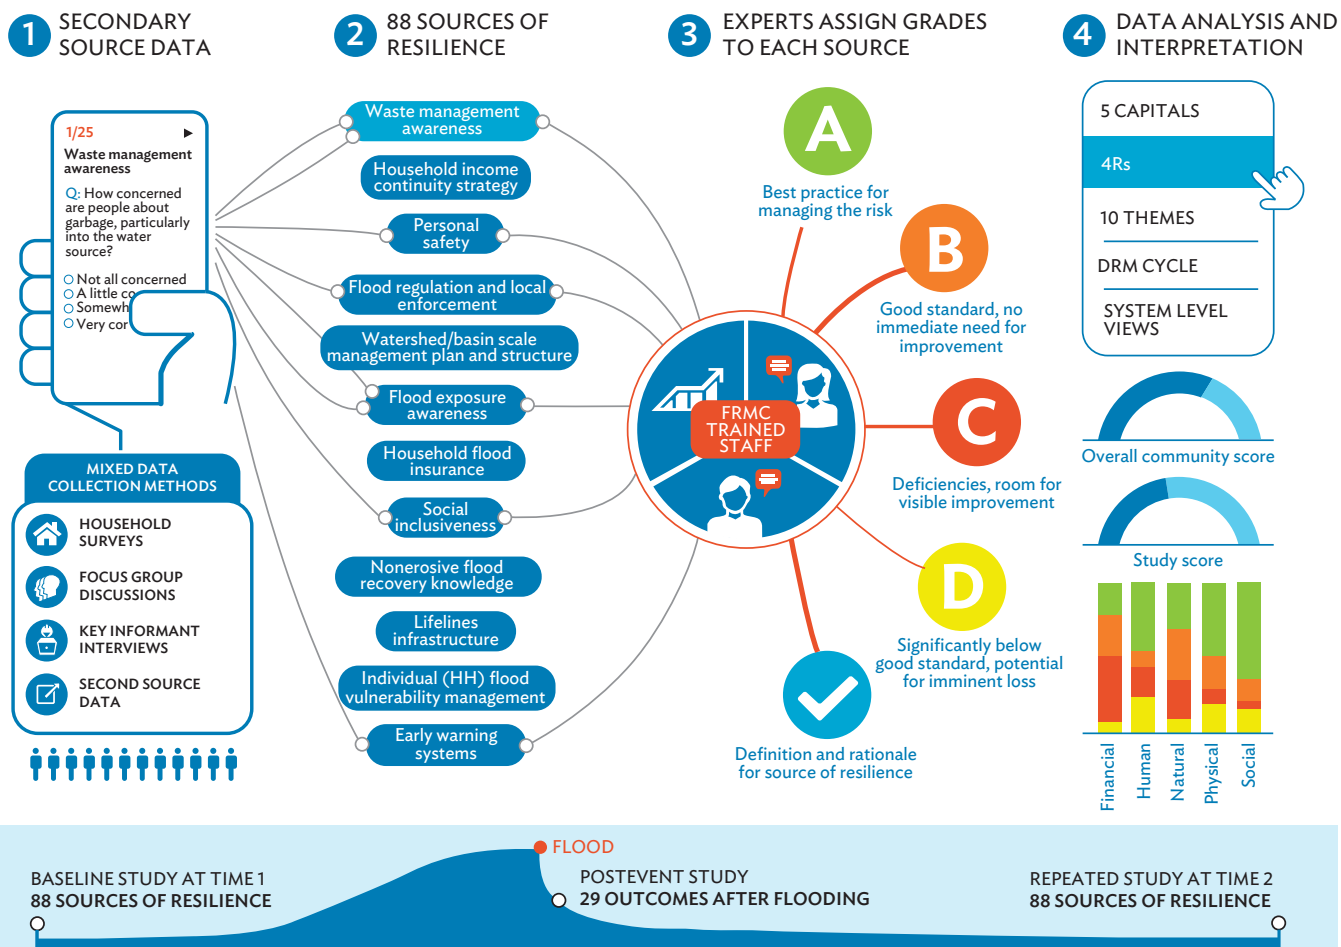 1
SECONDARY
SOURCE DATA
1/25
Waste management
awareness
Q: How concerned
are people about
garbage, particularly
into the water
source?
Not all concerned
A little co
Somewh
Very cor
MIXED DATA
COLLECTION METHODS
HOUSEHOLD
SURVEYS
FOCUS GROUP
DISCUSSIONS
KEY INFORMANT
INTERVIEWS
SECOND SOURCE
DATA
2
88 SOURCES OF
RESILIENCE
Waste management
awareness
Household income
continuity strategy
Personal
safety
Flood regulation and local
enforcement
Watershed/basin scale
management plan and structure
Flood exposure
awareness
Household flood
insurance
Social
inclusiveness
Nonerosive flood
recovery knowledge
Lifelines
infrastructure
Individual (HH) flood
vulnerability management
Early warning
systems
3
EXPERTS ASSIGN GRADES
TO EACH SOURCE
FRMC
TRAINED
STAFF
A
Best practice for
managing the risk
B
Good standard, no
immediate need for
improvement
C
Deficiencies, room for
visible improvement
D
Significantly below
good standard, potential
for imminent loss
Definition and rationale
for source of resilience
4
DATA ANALYSIS AND
INTERPRETATION
5 CAPITALS
4Rs
10 THEMES
DRM CYCLE
SYSTEM LEVEL
VIEWS
Overall community score
Study score
Financial
Human
Natural
Physical
Social
BASELINE STUDY AT TIME 1
88 SOURCES OF RESILIENCE
FLOOD
POSTEVENT STUDY
29 OUTCOMES AFTER FLOODING
REPEATED STUDY AT TIME 2
88 SOURCES OF RESILIENCE